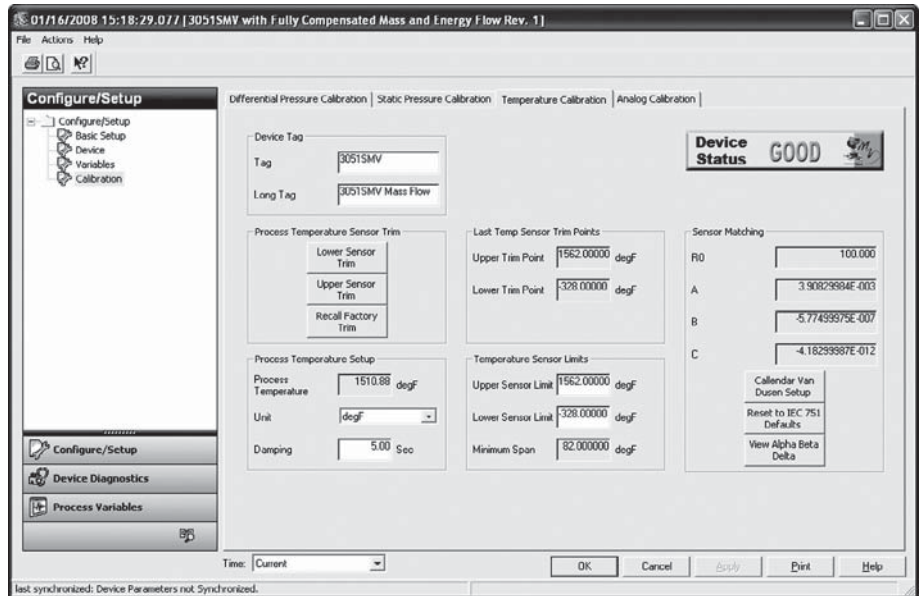 01/16/2008 15:18:29.077 [3051SMV with Fully Compensated Mass and Energy Flow Rev. 1]
File Actions Help
Configure/Setup
Configure/Setup
Basic Setup
Device
Variables
Calibration
Configure/Setup
Device Diagnostics
Process Variables
Differential Pressure Calibration Static Pressure Calibration Temperature Calibration Analog Calibration
Device Tag
Tag 3051SMV
Long Tag 3051SMV Mass Flow
Device Status GOOD
Process Temperature Sensor Trim
Lower Sensor Trim
Upper Sensor Trim
Recall Factory Trim
Last Temp Sensor Trim Points
Upper Trim Point 1562.00000 degF
Lower Trim Point -328.00000 degF
Sensor Matching
R0 100.000
A 3.90829984E-003
B -5.77499975E-007
C -4.18299987E-012
Callendar Van Dusen Setup
Reset to IEC 751 Defaults
View Alpha Beta Delta
Process Temperature Setup
Process Temperature 1510.88 degF
Unit degF
Damping 5.00 Sec
Temperature Sensor Limits
Upper Sensor Limit 1562.00000 degF
Lower Sensor Limit -328.00000 degF
Minimum Span 82.000000 degF
Time: Current
OK Cancel Apply Print Help
last synchronized: Device Parameters not Synchronized.